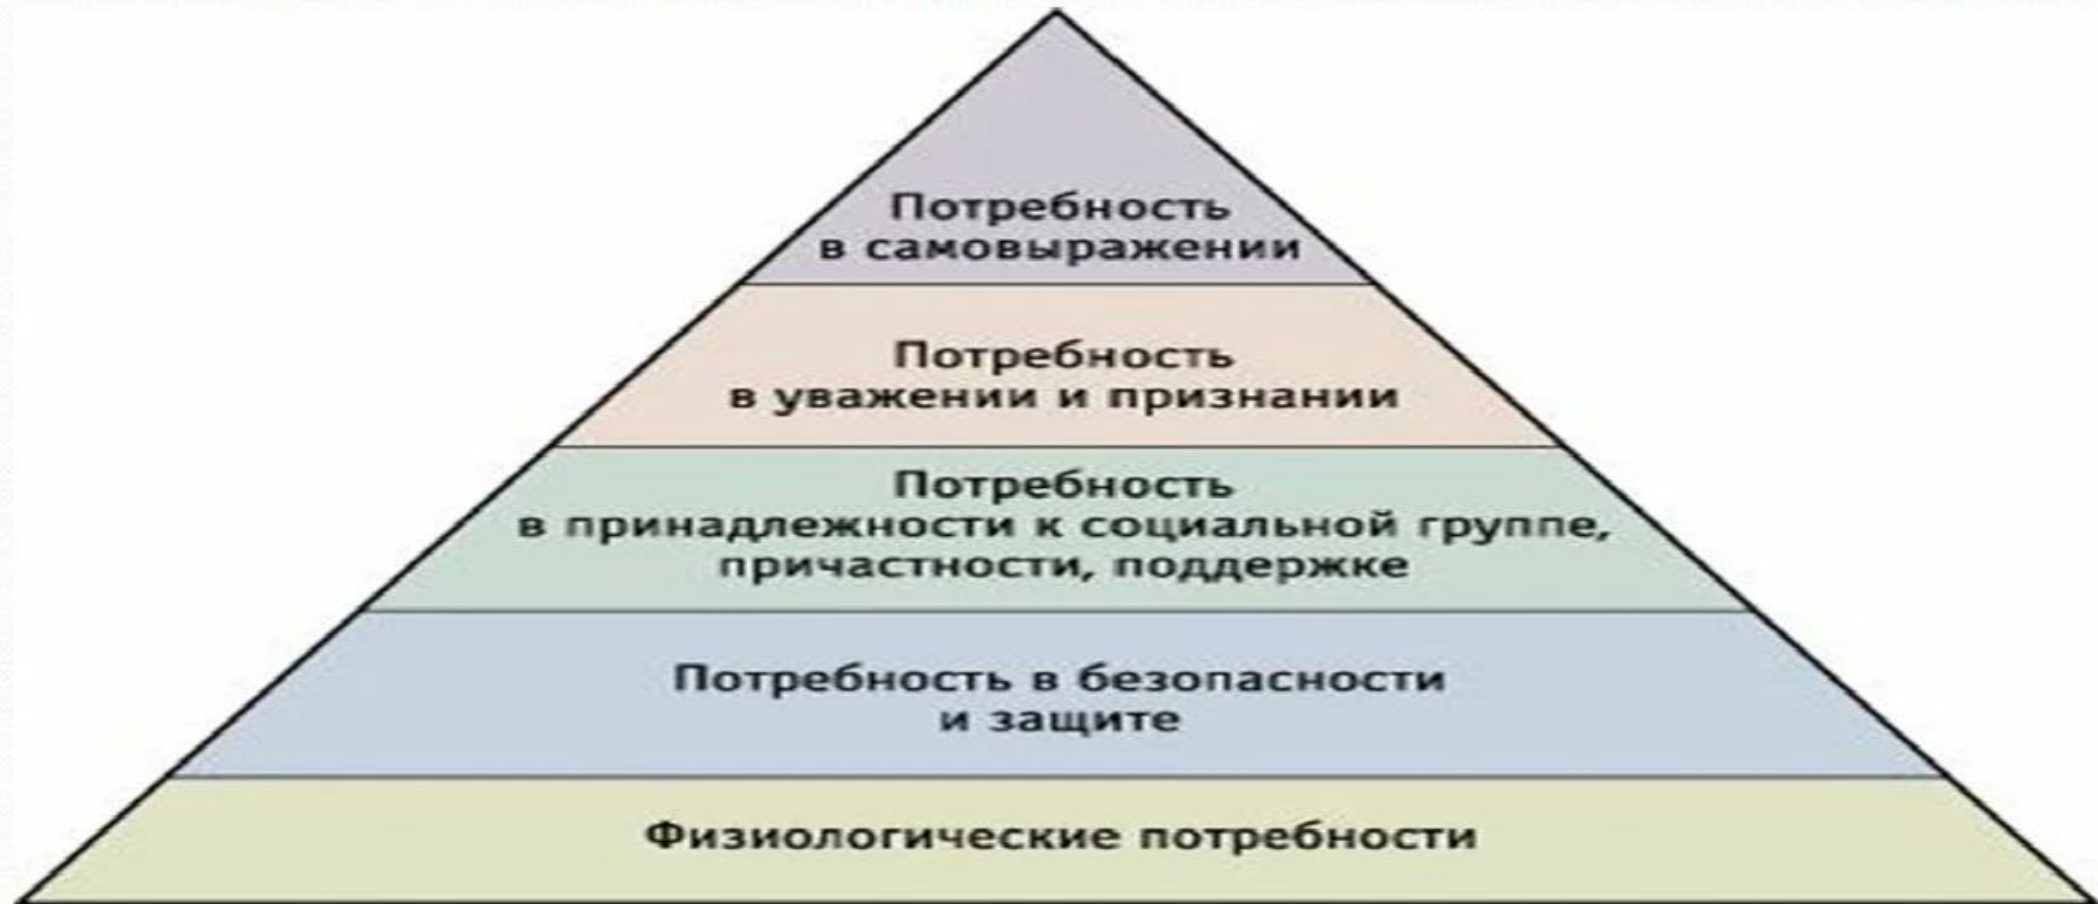 Потребность
в самовыражении
Потребность
в уважении и признании
Потребность
в принадлежности к социальной группе,
причастности, поддержке
Потребность в безопасности
и защите
Физиологические потребности